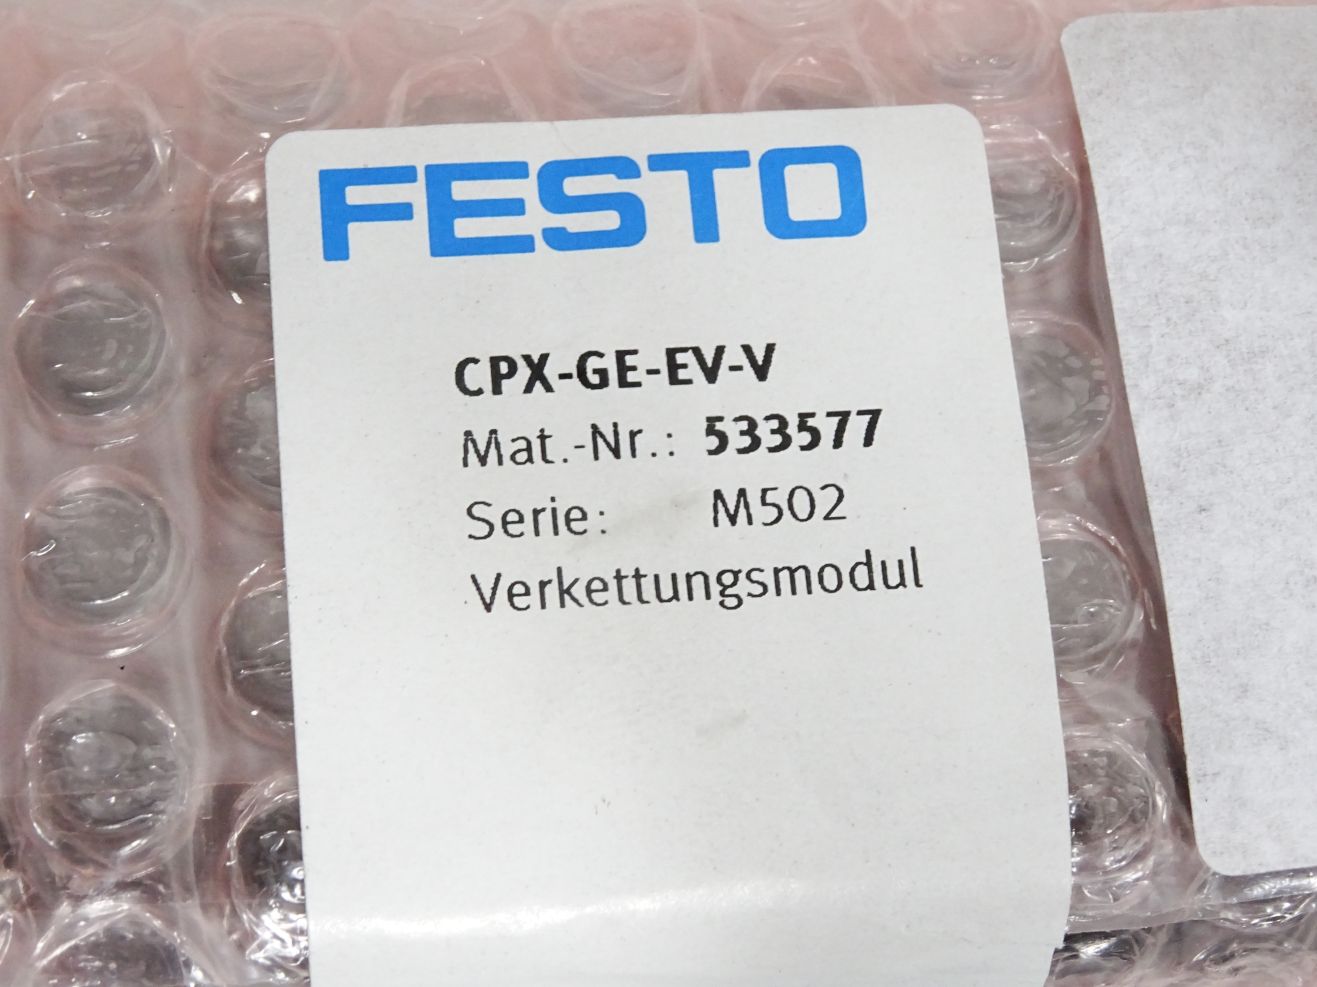 FESTO
CPX-GE-EV-V
Mat.-Nr.: 533577
Serie: M502
Verkettungsmodul